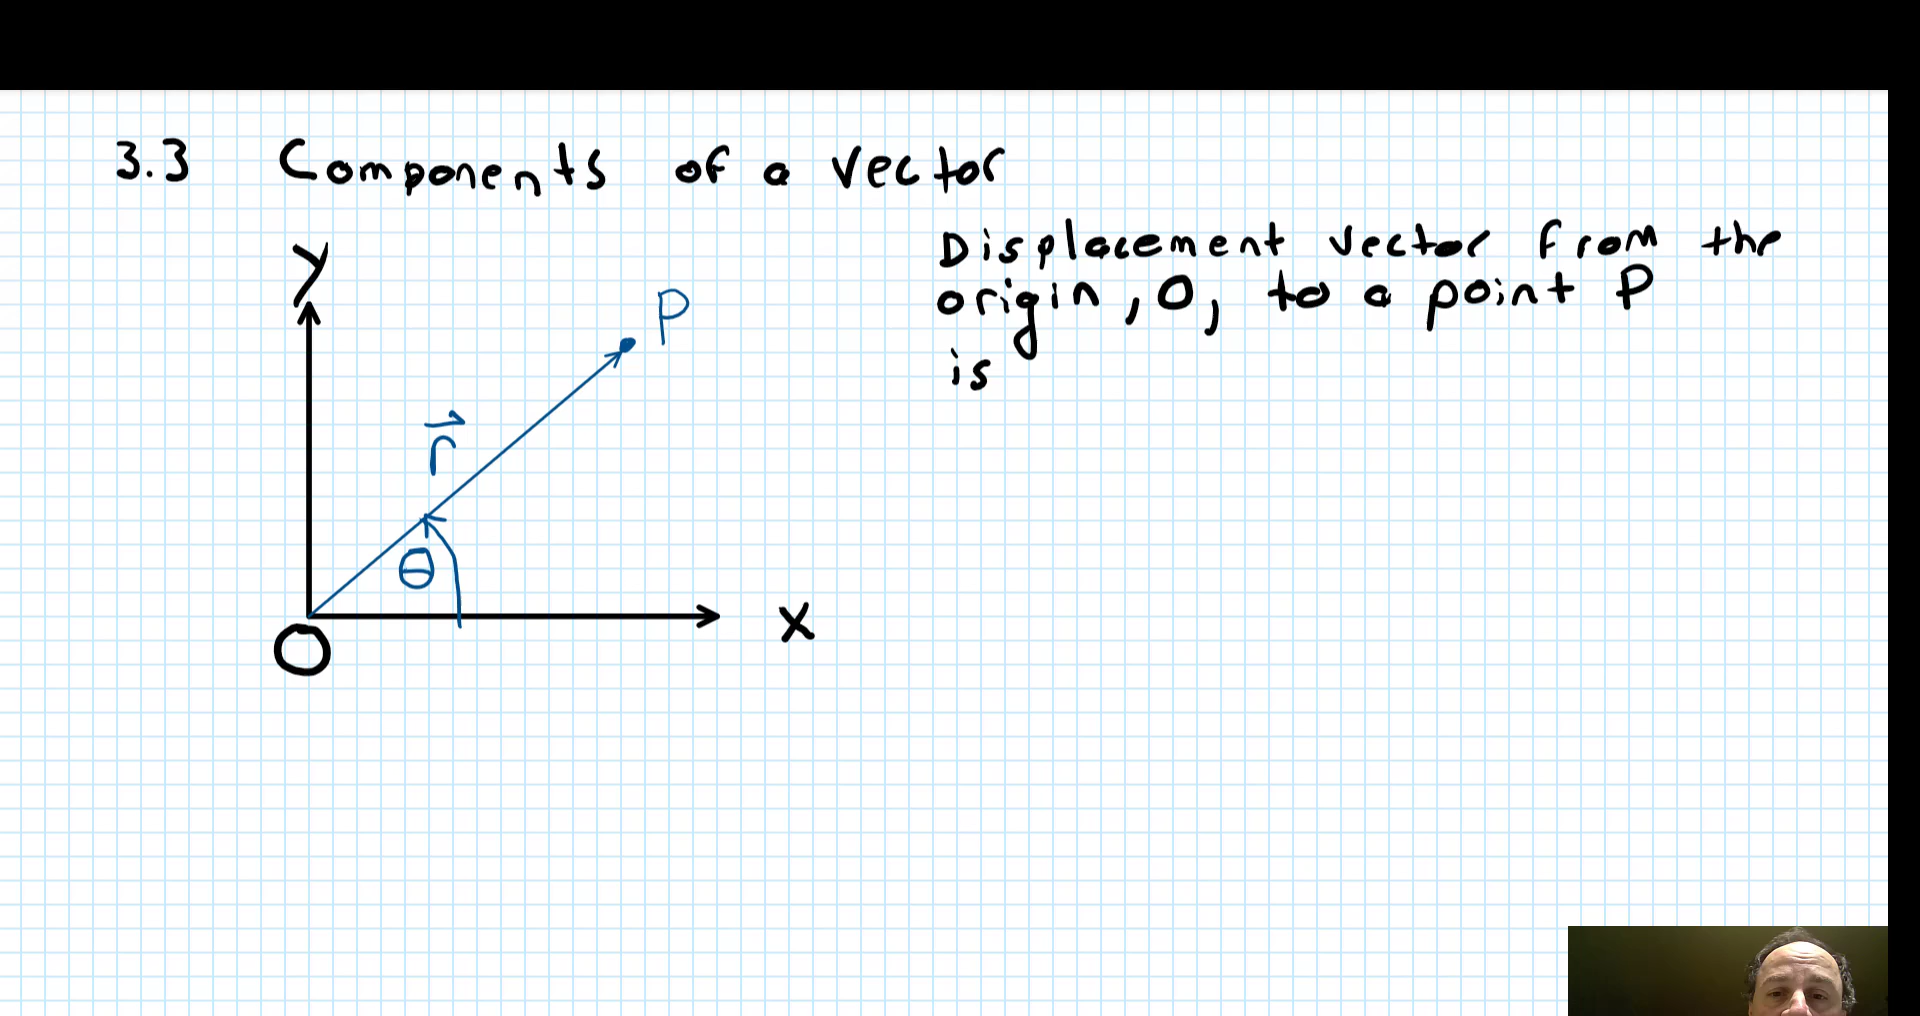 3.3 Components of a vector
Displacement vector from the
origin, O, to a point P
is
y
P
r⃗
θ
x
O